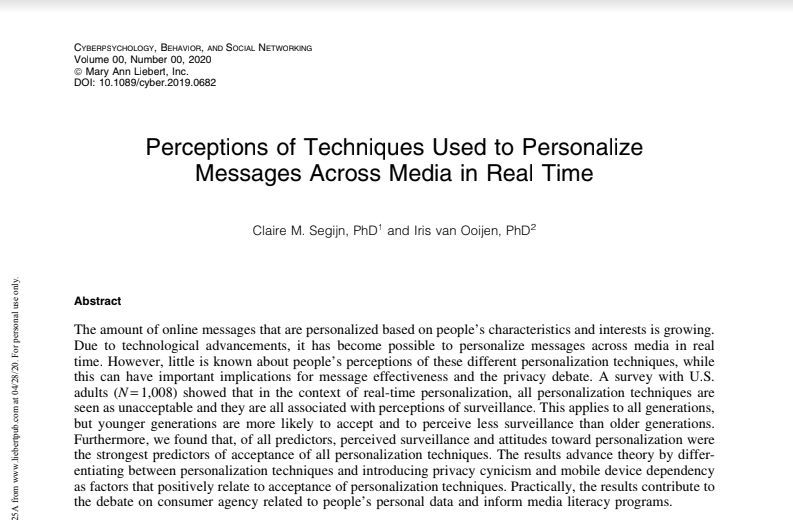 CYBERPSYCHOLOGY, BEHAVIOR, AND SOCIAL NETWORKING
Volume 00, Number 00, 2020
© Mary Ann Liebert, Inc.
DOI: 10.1089/cyber.2019.0682
Perceptions of Techniques Used to Personalize
Messages Across Media in Real Time
Claire M. Segijn, PhD¹ and Iris van Ooijen, PhD²
Abstract
The amount of online messages that are personalized based on people's characteristics and interests is growing.
Due to technological advancements, it has become possible to personalize messages across media in real
time. However, little is known about people's perceptions of these different personalization techniques, while
this can have important implications for message effectiveness and the privacy debate. A survey with U.S.
adults (N = 1,008) showed that in the context of real-time personalization, all personalization techniques are
seen as unacceptable and they are all associated with perceptions of surveillance. This applies to all generations,
but younger generations are more likely to accept and to perceive less surveillance than older generations.
Furthermore, we found that, of all predictors, perceived surveillance and attitudes toward personalization were
the strongest predictors of acceptance of all personalization techniques. The results advance theory by differ-
entiating between personalization techniques and introducing privacy cynicism and mobile device dependency
as factors that positively relate to acceptance of personalization techniques. Practically, the results contribute to
the debate on consumer agency related to people's personal data and inform media literacy programs.
25A from www.liebertpub.com at 04/28/20. For personal use only.